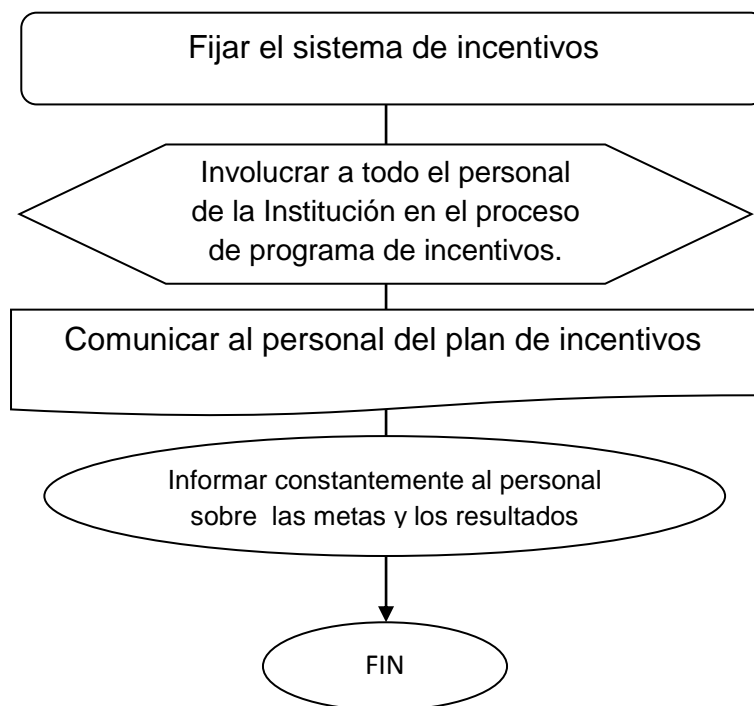 Fijar el sistema de incentivos
Involucrar a todo el personal
de la Institución en el proceso
de programa de incentivos.
Comunicar al personal del plan de incentivos
Informar constantemente al personal
sobre  las metas y los resultados
FIN